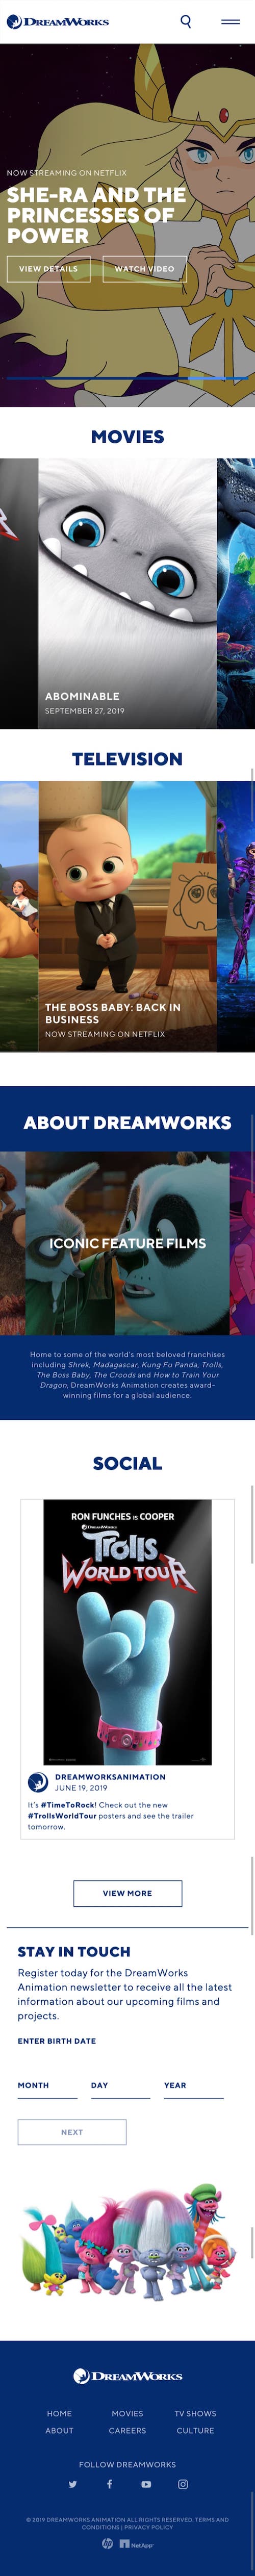 DREAMWORKS
NOW STREAMING ON NETFLIX
SHE-RA AND THE
PRINCESSES OF
POWER
VIEW DETAILS
WATCH VIDEO
MOVIES
ABOMINABLE
SEPTEMBER 27, 2019
TELEVISION
THE BOSS BABY: BACK IN
BUSINESS
NOW STREAMING ON NETFLIX
ABOUT DREAMWORKS
ICONIC FEATURE FILMS
Home to some of the world's most beloved franchises
including Shrek, Madagascar, Kung Fu Panda, Trolls,
The Boss Baby, The Croods and How to Train Your
Dragon, DreamWorks Animation creates award-
winning films for a global audience.
SOCIAL
RON FUNCHES IS COOPER
DREAMWORKS
Trolls
WORLD TOUR
DREAMWORKSANIMATION
JUNE 19, 2019
It's #TimeToRock! Check out the new
#TrollsWorldTour posters and see the trailer
tomorrow.
VIEW MORE
STAY IN TOUCH
Register today for the DreamWorks
Animation newsletter to receive all the latest
information about our upcoming films and
projects.
ENTER BIRTH DATE
MONTH DAY YEAR
NEXT
DREAMWORKS
HOME MOVIES TV SHOWS
ABOUT CAREERS CULTURE
FOLLOW DREAMWORKS
© 2019 DREAMWORKS ANIMATION ALL RIGHTS RESERVED. TERMS AND
CONDITIONS | PRIVACY POLICY
hp NetApp